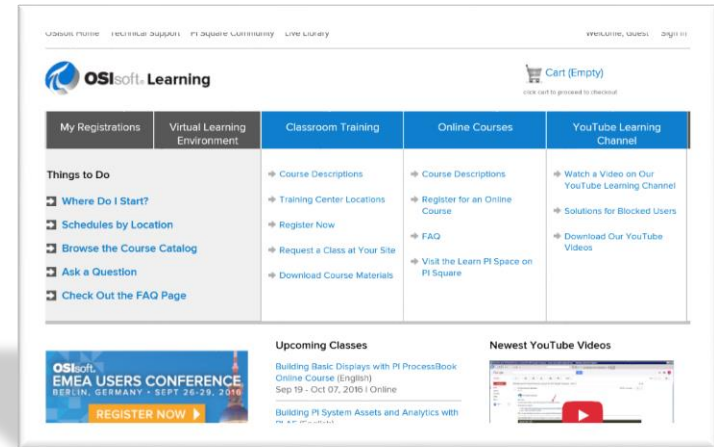 OSIsoft Home Technical Support PI Square Community Live Library Welcome, Guest Sign In
OSIsoft. Learning
Cart (Empty)
click cart to proceed to checkout
My Registrations
Virtual Learning
Environment
Classroom Training
Online Courses
YouTube Learning
Channel
Things to Do
Where Do I Start?
Schedules by Location
Browse the Course Catalog
Ask a Question
Check Out the FAQ Page
Course Descriptions
Training Center Locations
Register Now
Request a Class at Your Site
Download Course Materials
Course Descriptions
Register for an Online
Course
FAQ
Visit the Learn PI Space on
PI Square
Watch a Video on Our
YouTube Learning Channel
Solutions for Blocked Users
Download Our YouTube
Videos
OSIsoft.
EMEA USERS CONFERENCE
BERLIN, GERMANY • SEPT 26-29, 2016
REGISTER NOW
Upcoming Classes
Building Basic Displays with PI ProcessBook
Online Course (English)
Sep 19 - Oct 07, 2016 | Online
Building PI System Assets and Analytics with
PI AF (English)
Newest YouTube Videos